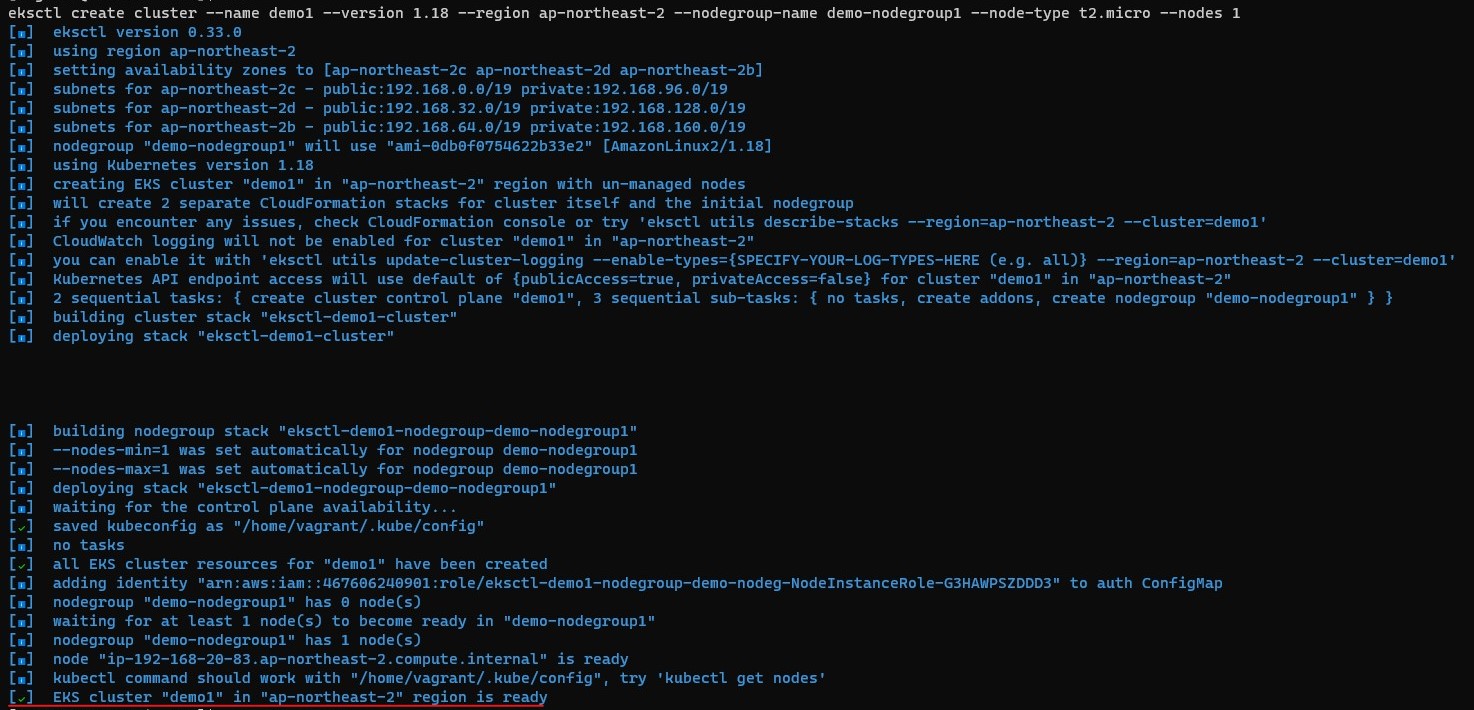 eksctl create cluster --name demo1 --version 1.18 --region ap-northeast-2 --nodegroup-name demo-nodegroup1 --node-type t2.micro --nodes 1
[ℹ]  eksctl version 0.33.0
[ℹ]  using region ap-northeast-2
[ℹ]  setting availability zones to [ap-northeast-2c ap-northeast-2d ap-northeast-2b]
[ℹ]  subnets for ap-northeast-2c - public:192.168.0.0/19 private:192.168.96.0/19
[ℹ]  subnets for ap-northeast-2d - public:192.168.32.0/19 private:192.168.128.0/19
[ℹ]  subnets for ap-northeast-2b - public:192.168.64.0/19 private:192.168.160.0/19
[ℹ]  nodegroup "demo-nodegroup1" will use "ami-0db0f0754622b33e2" [AmazonLinux2/1.18]
[ℹ]  using Kubernetes version 1.18
[ℹ]  creating EKS cluster "demo1" in "ap-northeast-2" region with un-managed nodes
[ℹ]  will create 2 separate CloudFormation stacks for cluster itself and the initial nodegroup
[ℹ]  if you encounter any issues, check CloudFormation console or try 'eksctl utils describe-stacks --region=ap-northeast-2 --cluster=demo1'
[ℹ]  CloudWatch logging will not be enabled for cluster "demo1" in "ap-northeast-2"
[ℹ]  you can enable it with 'eksctl utils update-cluster-logging --enable-types={SPECIFY-YOUR-LOG-TYPES-HERE (e.g. all)} --region=ap-northeast-2 --cluster=demo1'
[ℹ]  Kubernetes API endpoint access will use default of {publicAccess=true, privateAccess=false} for cluster "demo1" in "ap-northeast-2"
[ℹ]  2 sequential tasks: { create cluster control plane "demo1", 3 sequential sub-tasks: { no tasks, create addons, create nodegroup "demo-nodegroup1" } }
[ℹ]  building cluster stack "eksctl-demo1-cluster"
[ℹ]  deploying stack "eksctl-demo1-cluster"
[ℹ]  building nodegroup stack "eksctl-demo1-nodegroup-demo-nodegroup1"
[ℹ]  --nodes-min=1 was set automatically for nodegroup demo-nodegroup1
[ℹ]  --nodes-max=1 was set automatically for nodegroup demo-nodegroup1
[ℹ]  deploying stack "eksctl-demo1-nodegroup-demo-nodegroup1"
[ℹ]  waiting for the control plane availability...
[✓]  saved kubeconfig as "/home/vagrant/.kube/config"
[ℹ]  no tasks
[✓]  all EKS cluster resources for "demo1" have been created
[ℹ]  adding identity "arn:aws:iam::467606240901:role/eksctl-demo1-nodegroup-demo-nodeg-NodeInstanceRole-G3HAWPSZDDD3" to auth ConfigMap
[ℹ]  nodegroup "demo-nodegroup1" has 0 node(s)
[ℹ]  waiting for at least 1 node(s) to become ready in "demo-nodegroup1"
[ℹ]  nodegroup "demo-nodegroup1" has 1 node(s)
[ℹ]  node "ip-192-168-20-83.ap-northeast-2.compute.internal" is ready
[ℹ]  kubectl command should work with "/home/vagrant/.kube/config", try 'kubectl get nodes'
[✓]  EKS cluster "demo1" in "ap-northeast-2" region is ready